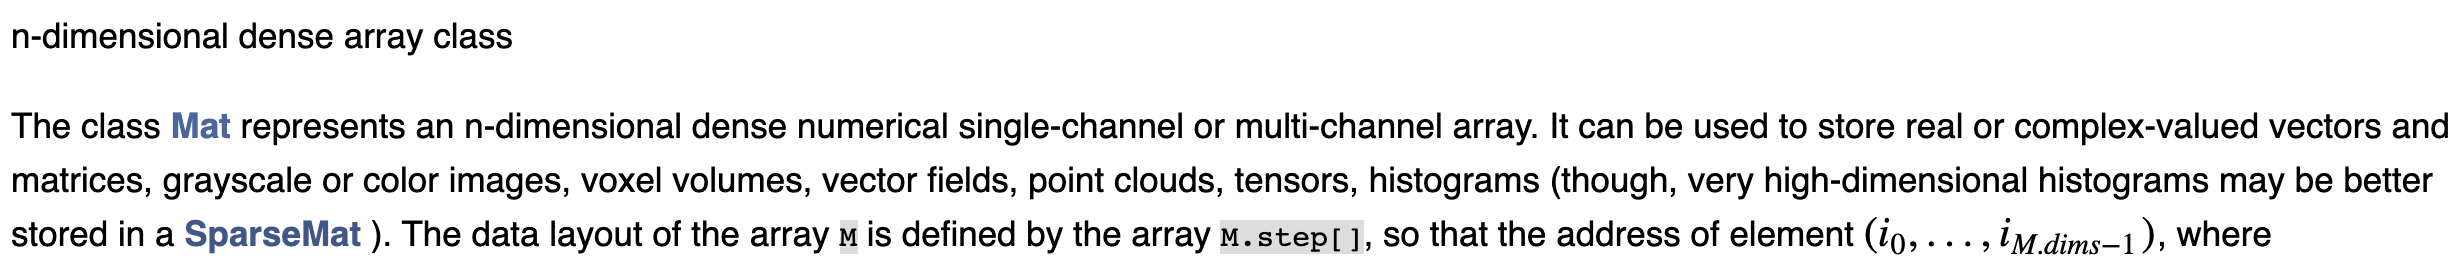 n-dimensional dense array class
The class Mat represents an n-dimensional dense numerical single-channel or multi-channel array. It can be used to store real or complex-valued vectors and
matrices, grayscale or color images, voxel volumes, vector fields, point clouds, tensors, histograms (though, very high-dimensional histograms may be better
stored in a SparseMat ). The data layout of the array M is defined by the array M.step[], so that the address of element (i₀, . . . , i_{M.dims−1}), where